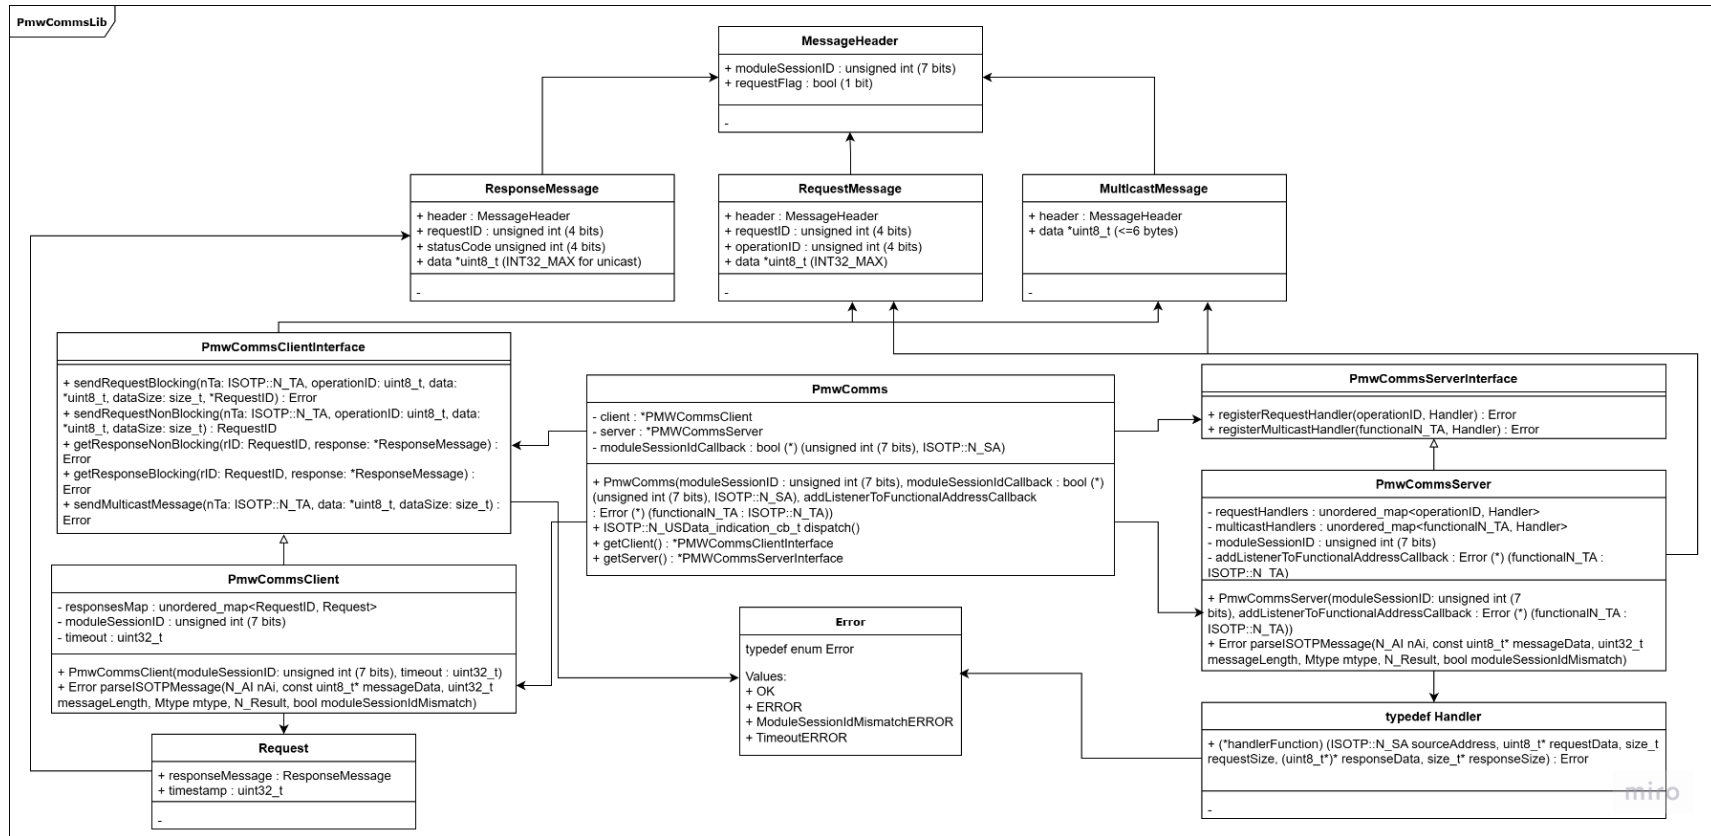 PmwCommsLib
MessageHeader
+ moduleSessionID : unsigned int (7 bits)
+ requestFlag : bool (1 bit)
-
ResponseMessage
+ header : MessageHeader
+ requestID : unsigned int (4 bits)
+ statusCode unsigned int (4 bits)
+ data *uint8_t (INT32_MAX for unicast)
-
RequestMessage
+ header : MessageHeader
+ requestID : unsigned int (4 bits)
+ operationID : unsigned int (4 bits)
+ data *uint8_t (INT32_MAX)
-
MulticastMessage
+ header : MessageHeader
+ data *uint8_t (<=6 bytes)
-
PmwCommsClientInterface
+ sendRequestBlocking(nTa: ISOTP::N_TA, operationID: uint8_t, data:
*uint8_t, dataSize: size_t, *RequestID) : Error
+ sendRequestNonBlocking(nTa: ISOTP::N_TA, operationID: uint8_t, data:
*uint8_t, dataSize: size_t) : RequestID
+ getResponseNonBlocking(rID: RequestID, response: *ResponseMessage) :
Error
+ getResponseBlocking(rID: RequestID, response: *ResponseMessage) :
Error
+ sendMulticastMessage(nTa: ISOTP::N_TA, data: *uint8_t, dataSize: size_t) :
Error
PmwComms
- client : *PMWCommsClient
- server : *PMWCommsServer
- moduleSessionIdCallback : bool (*) (unsigned int (7 bits), ISOTP::N_SA)
+ PmwComms(moduleSessionID : unsigned int (7 bits), moduleSessionIdCallback : bool (*)
(unsigned int (7 bits), ISOTP::N_SA), addListenerToFunctionalAddressCallback
: Error (*) (functionalN_TA : ISOTP::N_TA))
+ ISOTP::N_USData_indication_cb_t dispatch()
+ getClient() : *PMWCommsClientInterface
+ getServer() : *PMWCommsServerInterface
PmwCommsServerInterface
+ registerRequestHandler(operationID, Handler) : Error
+ registerMulticastHandler(functionalN_TA, Handler) : Error
PmwCommsServer
- requestHandlers : unordered_map<operationID, Handler>
- multicastHandlers : unordered_map<functionalN_TA, Handler>
- moduleSessionID : unsigned int (7 bits)
- addListenerToFunctionalAddressCallback : Error (*) (functionalN_TA :
ISOTP::N_TA)
+ PmwCommsServer(moduleSessionID: unsigned int (7
bits), addListenerToFunctionalAddressCallback : Error (*) (functionalN_TA :
ISOTP::N_TA))
+ Error parseISOTPMessage(N_AI nAi, const uint8_t* messageData, uint32_t
messageLength, Mtype mtype, N_Result, bool moduleSessionIdMismatch)
PmwCommsClient
- responsesMap : unordered_map<RequestID, Request>
- moduleSessionID : unsigned int (7 bits)
- timeout : uint32_t
+ PmwCommsClient(moduleSessionID: unsigned int (7 bits), timeout : uint32_t)
+ Error parseISOTPMessage(N_AI nAi, const uint8_t* messageData, uint32_t
messageLength, Mtype mtype, N_Result, bool moduleSessionIdMismatch)
Error
typedef enum Error
Values:
+ OK
+ ERROR
+ ModuleSessionIdMismatchERROR
+ TimeoutERROR
typedef Handler
+ (*handlerFunction) (ISOTP::N_SA sourceAddress, uint8_t* requestData, size_t
requestSize, (uint8_t*)* responseData, size_t* responseSize) : Error
-
Request
+ responseMessage : ResponseMessage
+ timestamp : uint32_t
-
miro